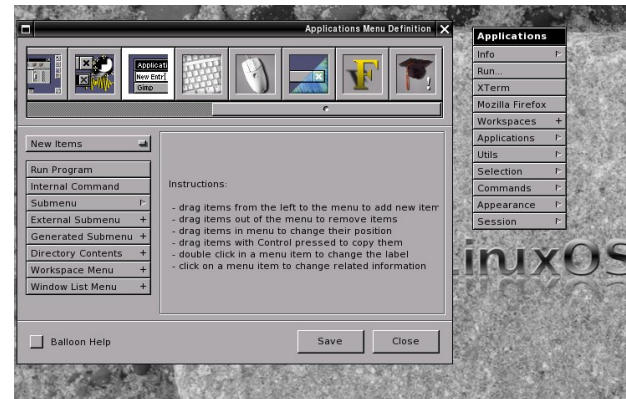 Applications Menu Definition
Applicati
New Entr
Gimp
F
New Items
Run Program
Internal Command
Submenu
External Submenu +
Generated Submenu +
Directory Contents +
Workspace Menu +
Window List Menu +
Instructions:
- drag items from the left to the menu to add new item
- drag items out of the menu to remove items
- drag items in menu to change their position
- drag items with Control pressed to copy them
- double click in a menu item to change the label
- click on a menu item to change related information
Balloon Help
Save
Close
Applications
Info
Run...
XTerm
Mozilla Firefox
Workspaces +
Applications
Utils
Selection
Commands
Appearance
Session
inuxOS